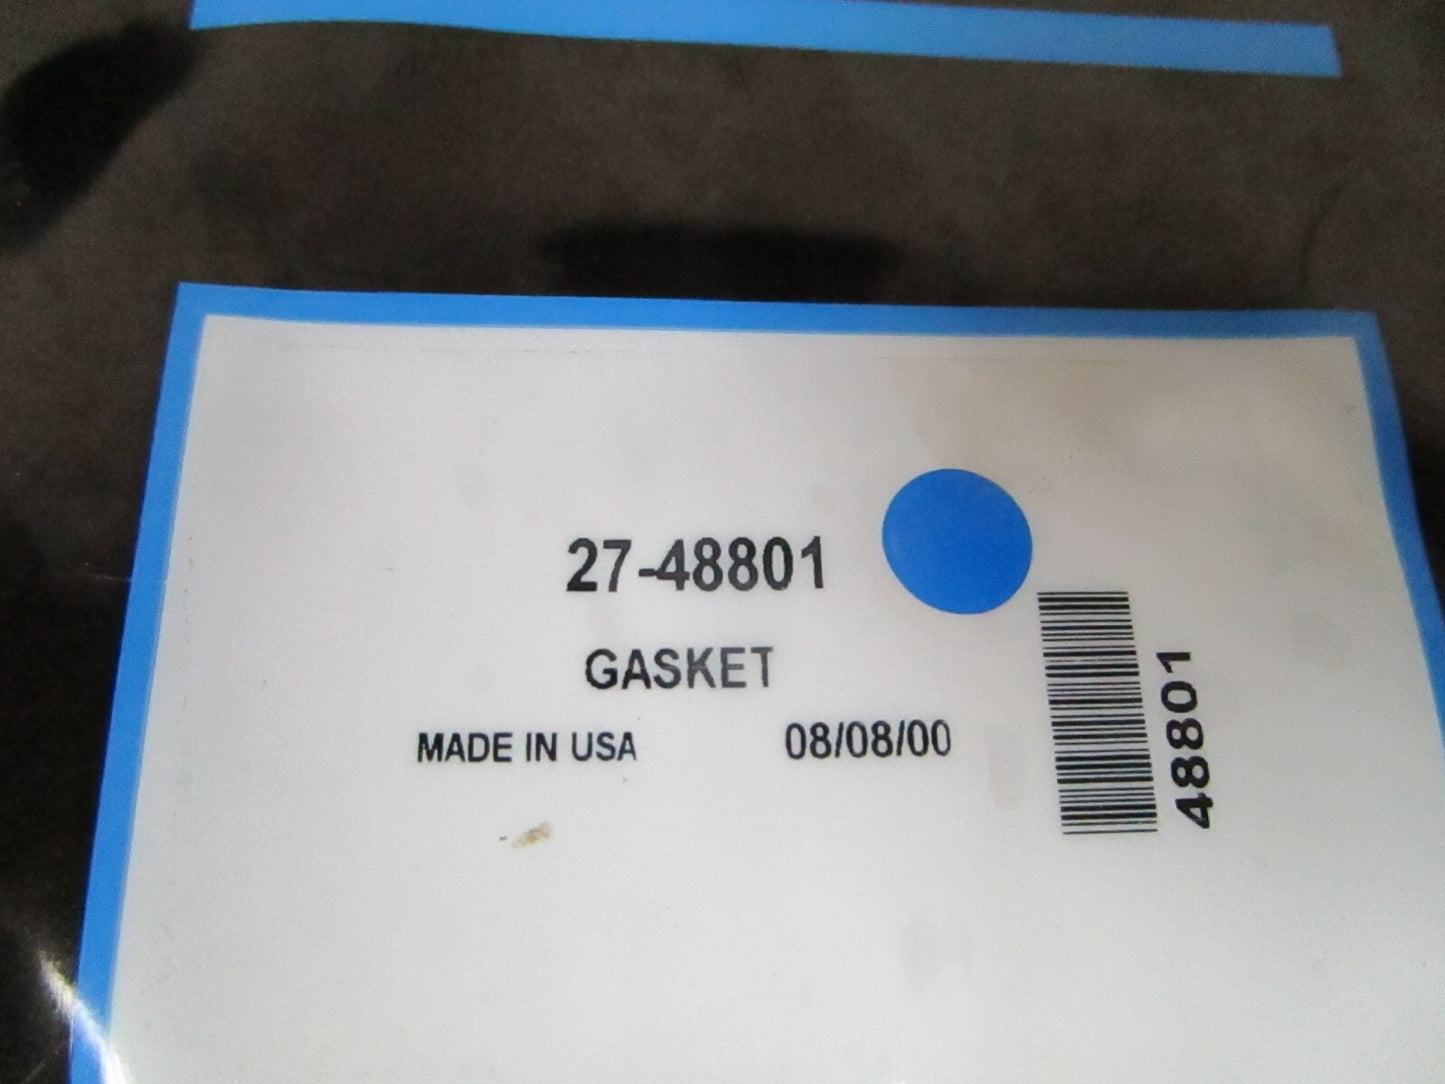 27-48801
GASKET
MADE IN USA 08/08/00
48801